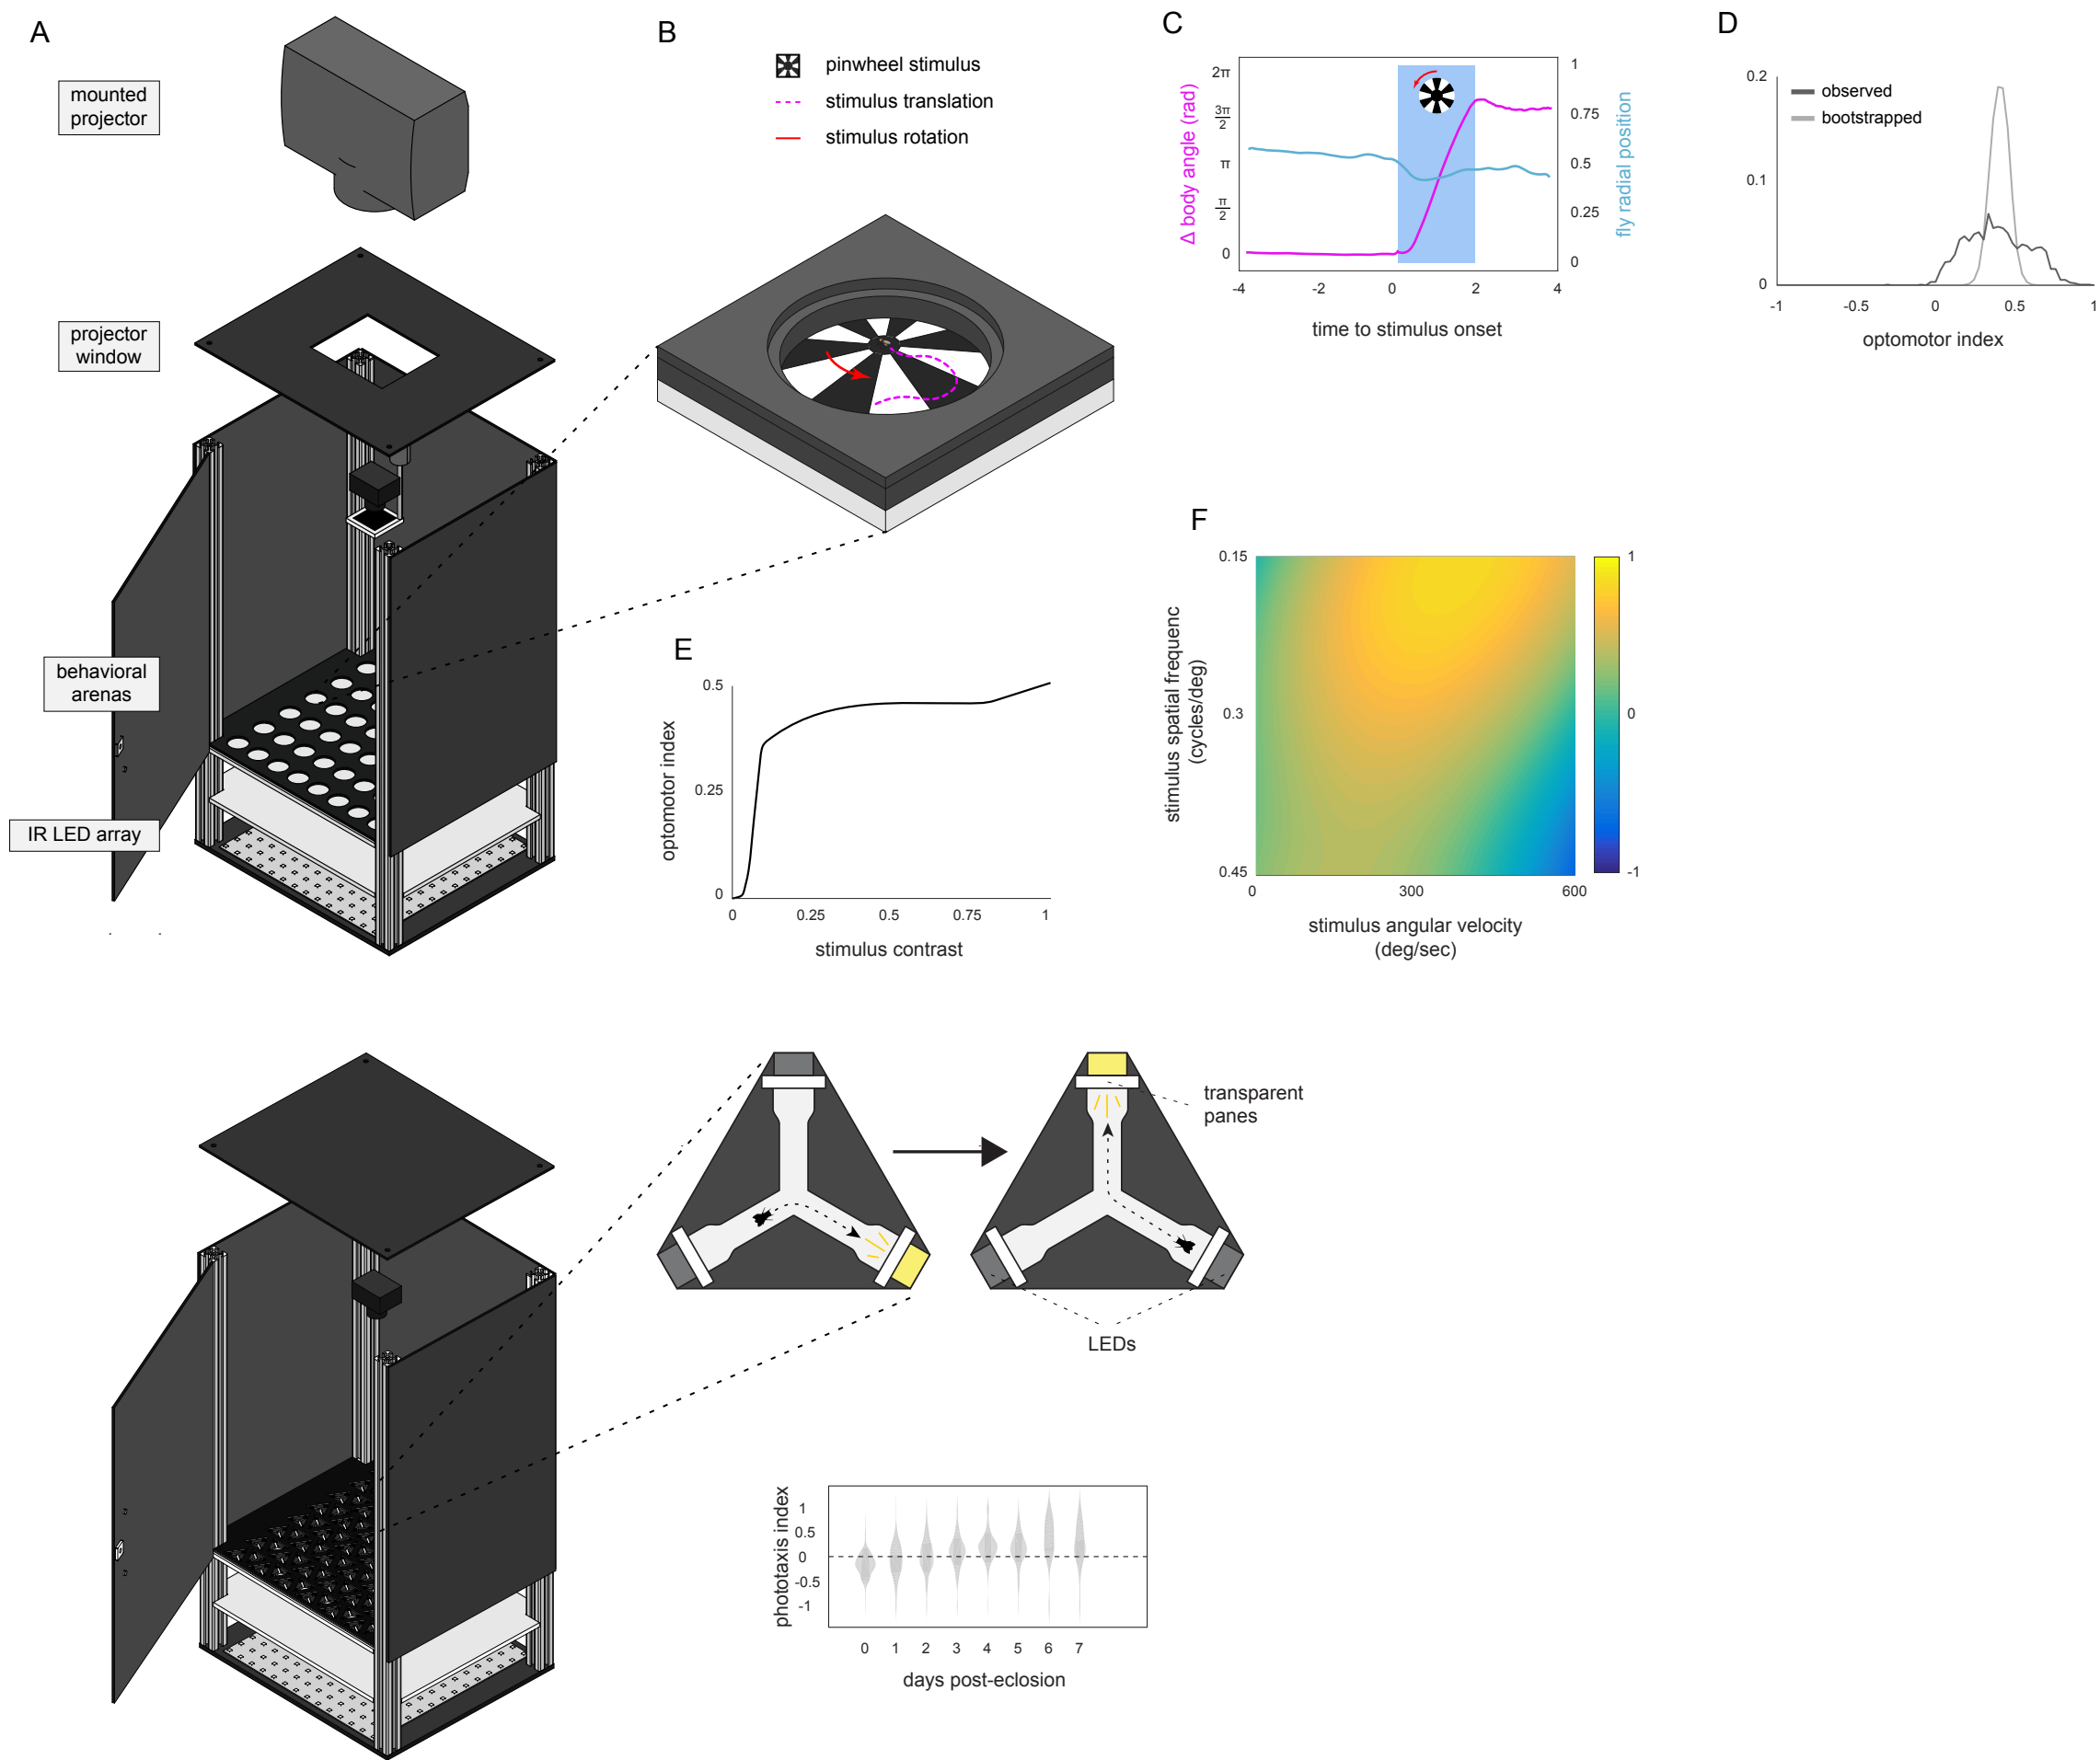 A
mounted
projector
projector
window
behavioral
arenas
IR LED array
B
pinwheel stimulus
stimulus translation
stimulus rotation
C
Δ body angle (rad)
2π
3π
2
π
π
2
0
1
0.75
0.5
0.25
0
fly radial position
-4
-2
0
2
4
time to stimulus onset
D
0.2
0.1
0
observed
bootstrapped
-1
-0.5
0
0.5
1
optomotor index
E
optomotor index
0.5
0.25
0
0
0.25
0.5
0.75
1
stimulus contrast
F
stimulus spatial frequenc
(cycles/deg)
0.15
0.3
0.45
0
300
600
1
0
-1
stimulus angular velocity
(deg/sec)
transparent
panes
LEDs
phototaxis index
1
0.5
0
-0.5
-1
0
1
2
3
4
5
6
7
days post-eclosion